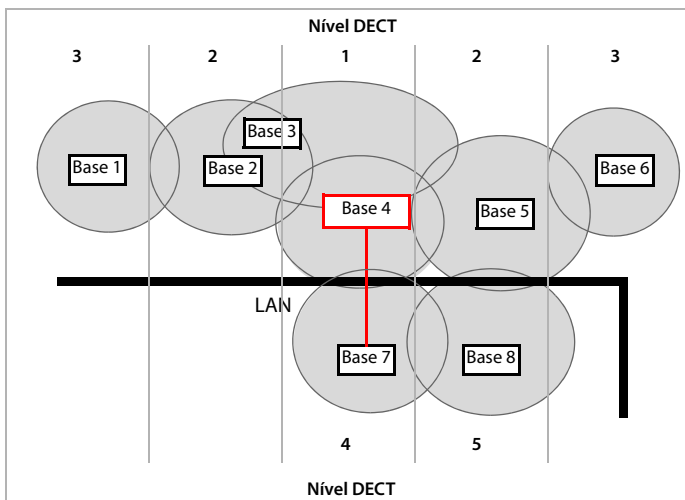 Nível DECT
3 2 1 2 3
Base 3
Base 1 Base 2 Base 6
Base 4 Base 5
LAN
Base 7 Base 8
4 5
Nível DECT